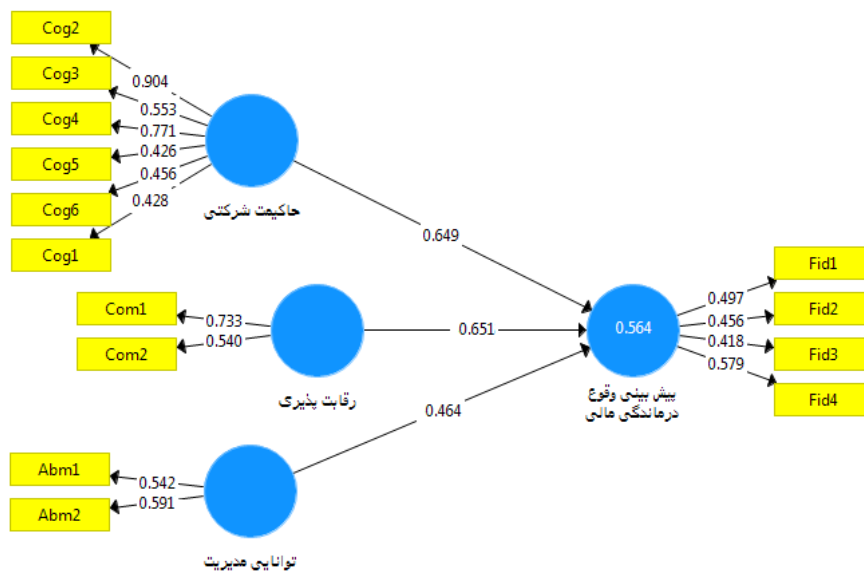 Cog2
Cog3
Cog4
Cog5
Cog6
Cog1
0.904
0.553
0.771
0.426
0.456
0.428
حاکیمت شرکتی
0.649
Com1
Com2
0.733
0.540
رقابت پذیری
0.651
Abm1
Abm2
0.542
0.591
توانایی مدیریت
0.464
0.564
پیش بینی وقوع
درماندگی مالی
0.497
0.456
0.418
0.579
Fid1
Fid2
Fid3
Fid4